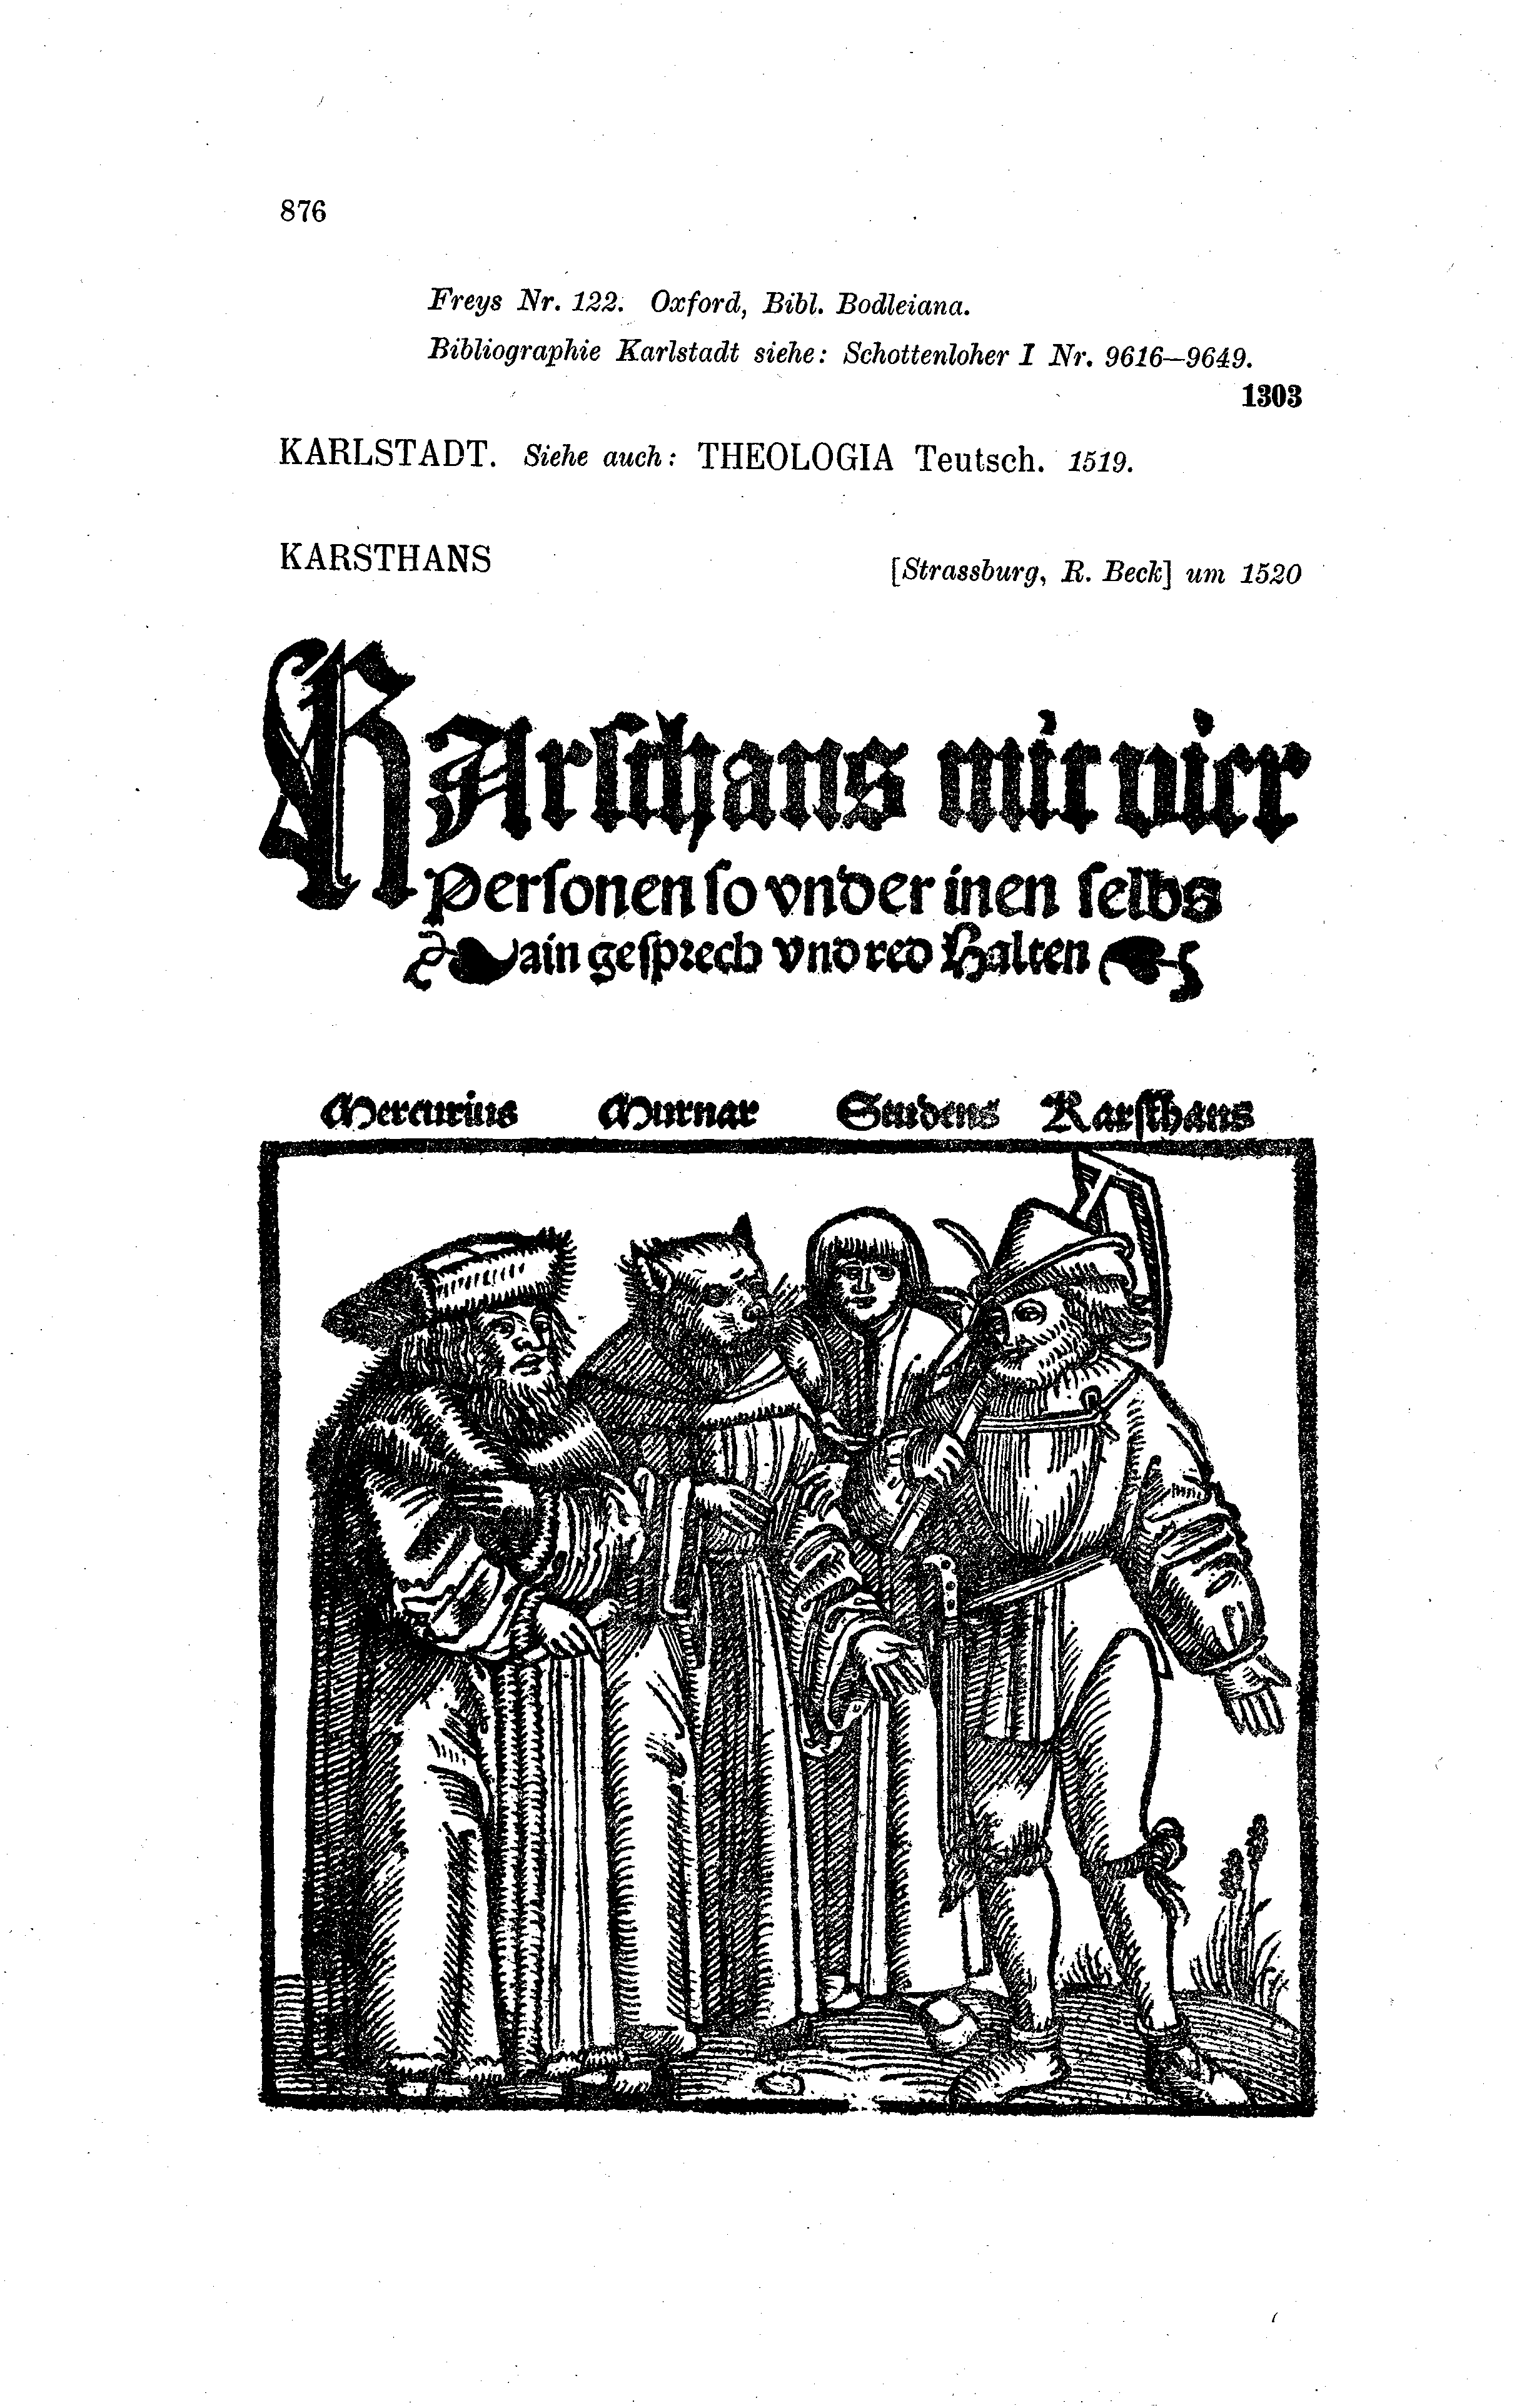 876
Freys Nr. 122. Oxford, Bibl. Bodleiana.
Bibliographie Karlstadt siehe: Schottenloher I Nr. 9616—9649.
1303
KARLSTADT. Siehe auch: THEOLOGIA Teutsch. 1519.
KARSTHANS [Strassburg, R. Beck] um 1520
KArsthans mit vier
Personen so vnder inen selbs
ain gesprech vnd red Halten
Mercurius Murnar Studens Karsthans